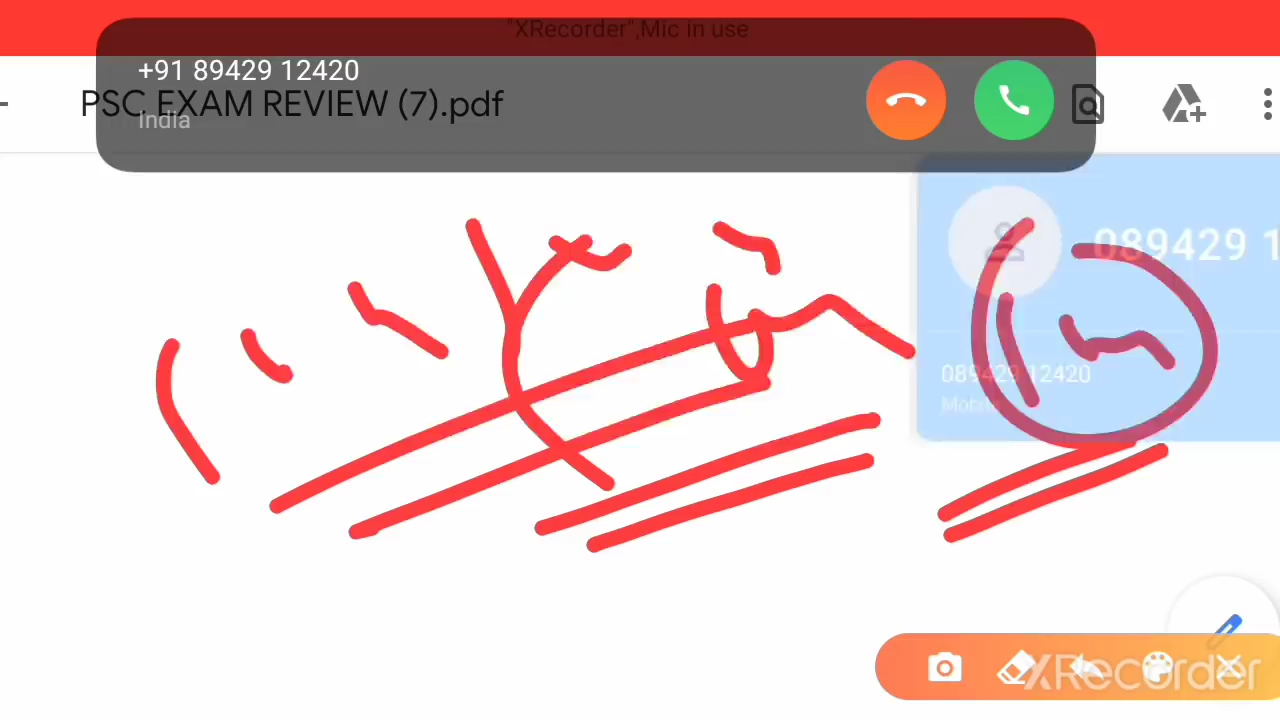 "XRecorder",Mic in use
+91 89429 12420
PSC EXAM REVIEW (7).pdf
India
089429 1
089429 12420
XRecorder